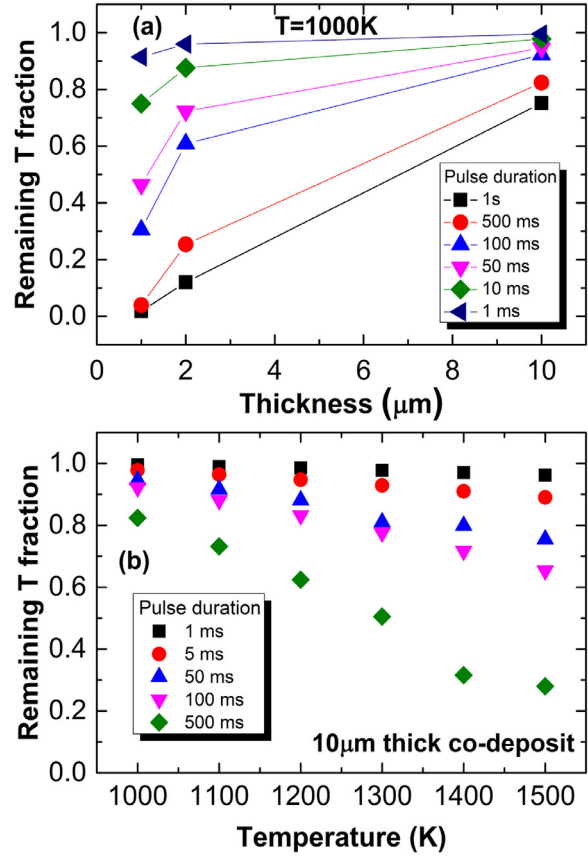 (a)
T=1000K
1.0
0.8
0.6
0.4
0.2
0.0
Remaining T fraction
Pulse duration
1s
500 ms
100 ms
50 ms
10 ms
1 ms
0 2 4 6 8 10
Thickness (μm)
1.0
0.8
0.6
0.4
0.2
0.0
Remaining T fraction
(b)
Pulse duration
1 ms
5 ms
50 ms
100 ms
500 ms
10μm thick co-deposit
1000 1100 1200 1300 1400 1500
Temperature (K)